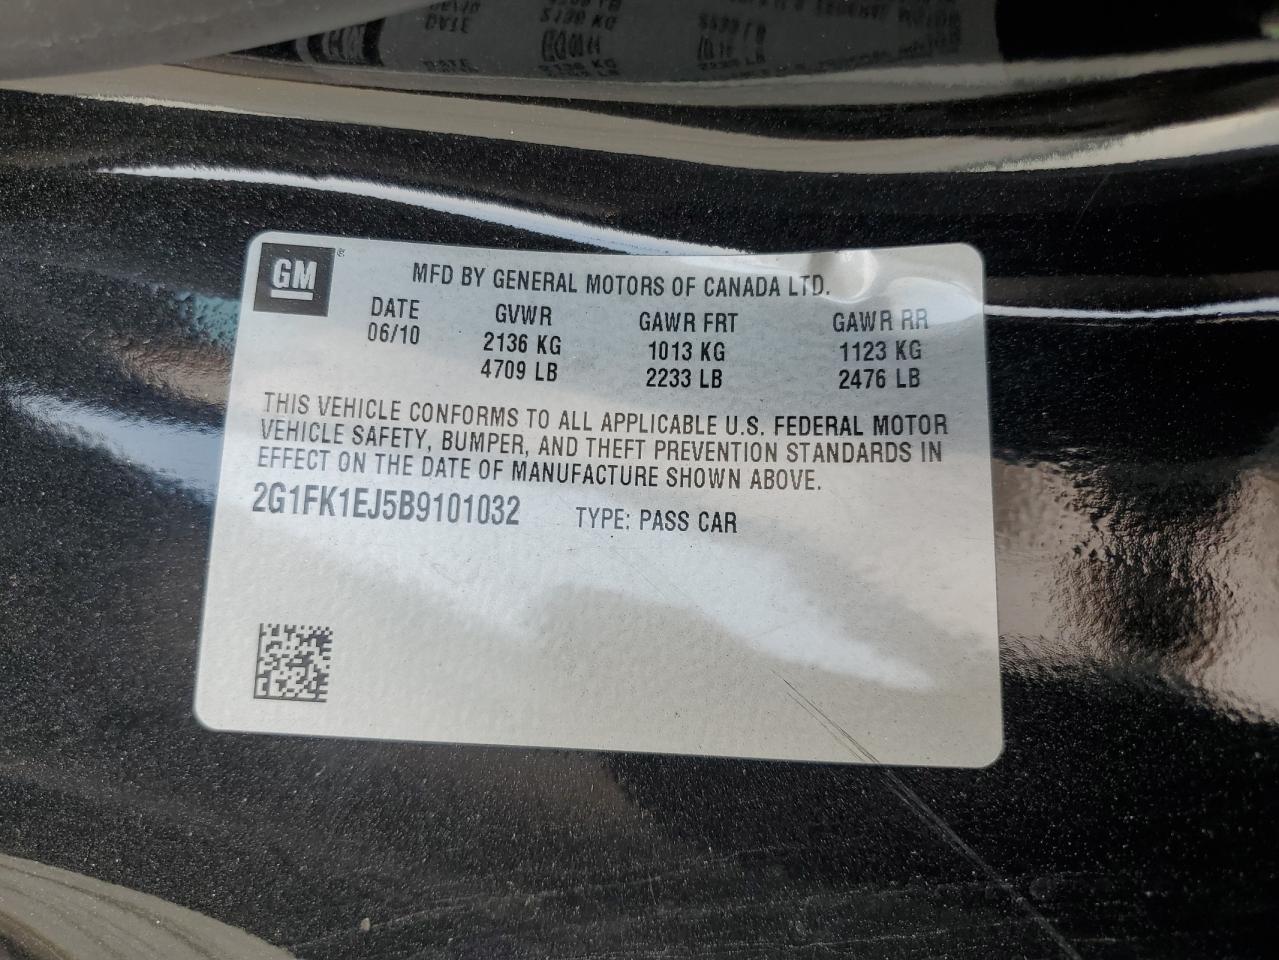 GM®
MFD BY GENERAL MOTORS OF CANADA LTD.
DATE GVWR GAWR FRT GAWR RR
06/10 2136 KG 1013 KG 1123 KG
4709 LB 2233 LB 2476 LB
THIS VEHICLE CONFORMS TO ALL APPLICABLE U.S. FEDERAL MOTOR
VEHICLE SAFETY, BUMPER, AND THEFT PREVENTION STANDARDS IN
EFFECT ON THE DATE OF MANUFACTURE SHOWN ABOVE.
2G1FK1EJ5B9101032 TYPE: PASS CAR